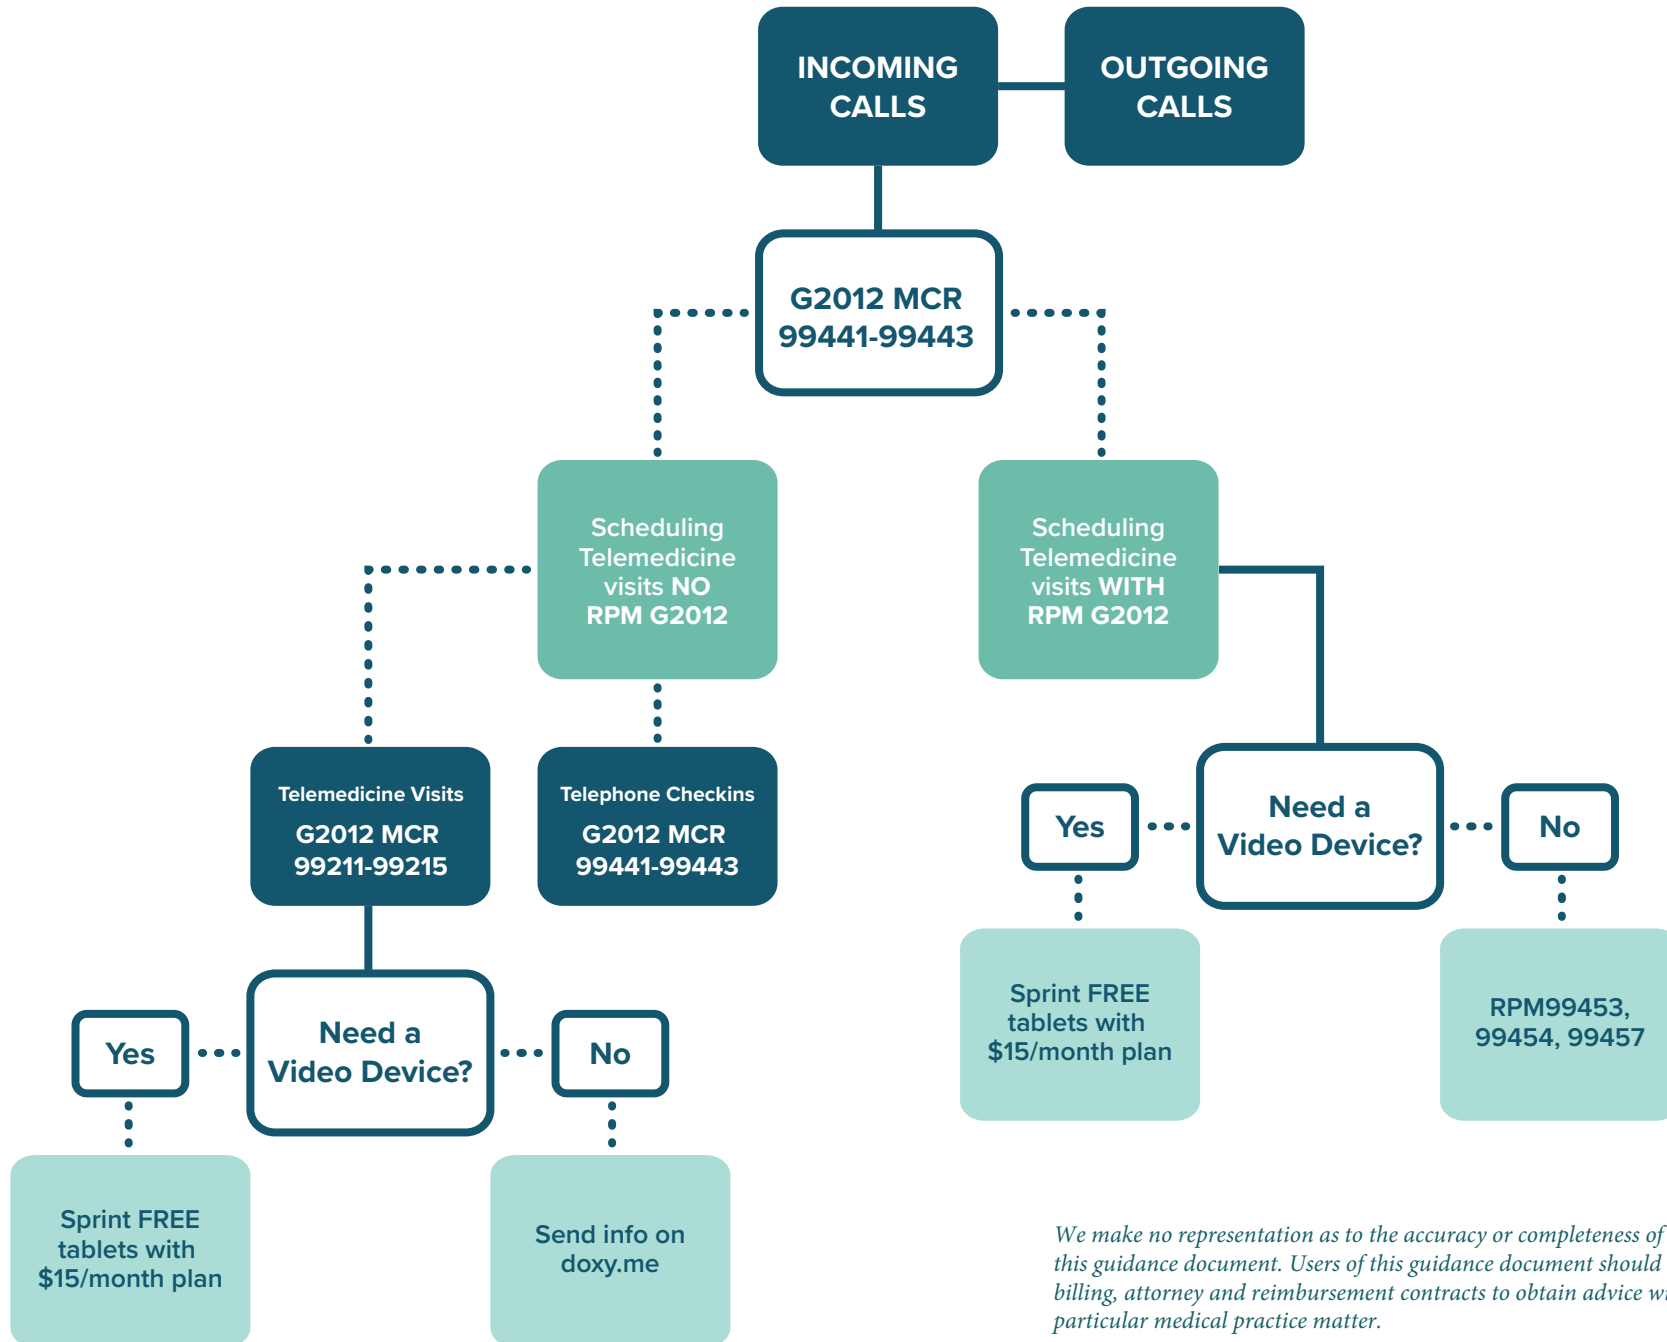 INCOMING
CALLS
OUTGOING
CALLS
G2012 MCR
99441-99443
Scheduling
Telemedicine
visits NO
RPM G2012
Scheduling
Telemedicine
visits WITH
RPM G2012
Telemedicine Visits
G2012 MCR
99211-99215
Telephone Checkins
G2012 MCR
99441-99443
Need a
Video Device?
Yes
No
Sprint FREE
tablets with
$15/month plan
RPM99453,
99454, 99457
Need a
Video Device?
Yes
No
Sprint FREE
tablets with
$15/month plan
Send info on
doxy.me
We make no representation as to the accuracy or completeness of
this guidance document. Users of this guidance document should
billing, attorney and reimbursement contracts to obtain advice
particular medical practice matter.